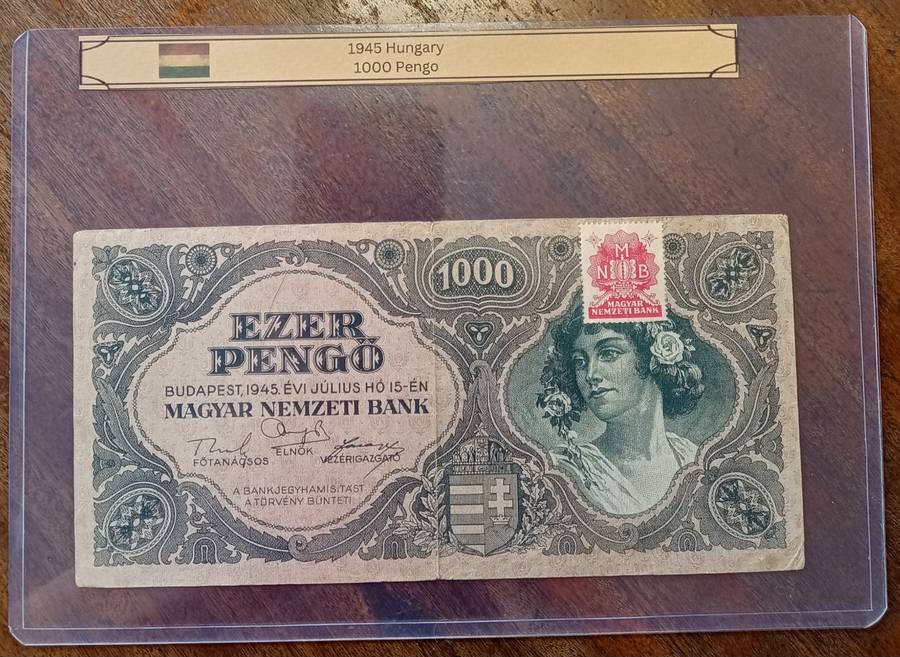 1945 Hungary
1000 Pengo
1000
M
N B
MAGYAR
NEMZETI BANK
EZER
PENGŐ
BUDAPEST, 1945. ÉVI JÚLIUS HÓ 15-ÉN
MAGYAR NEMZETI BANK
FŐTANÁCSOS ELNÖK VEZÉRIGAZGATÓ
A BANKJEGYHAMISÍTÁST
A TÖRVÉNY BÜNTETI